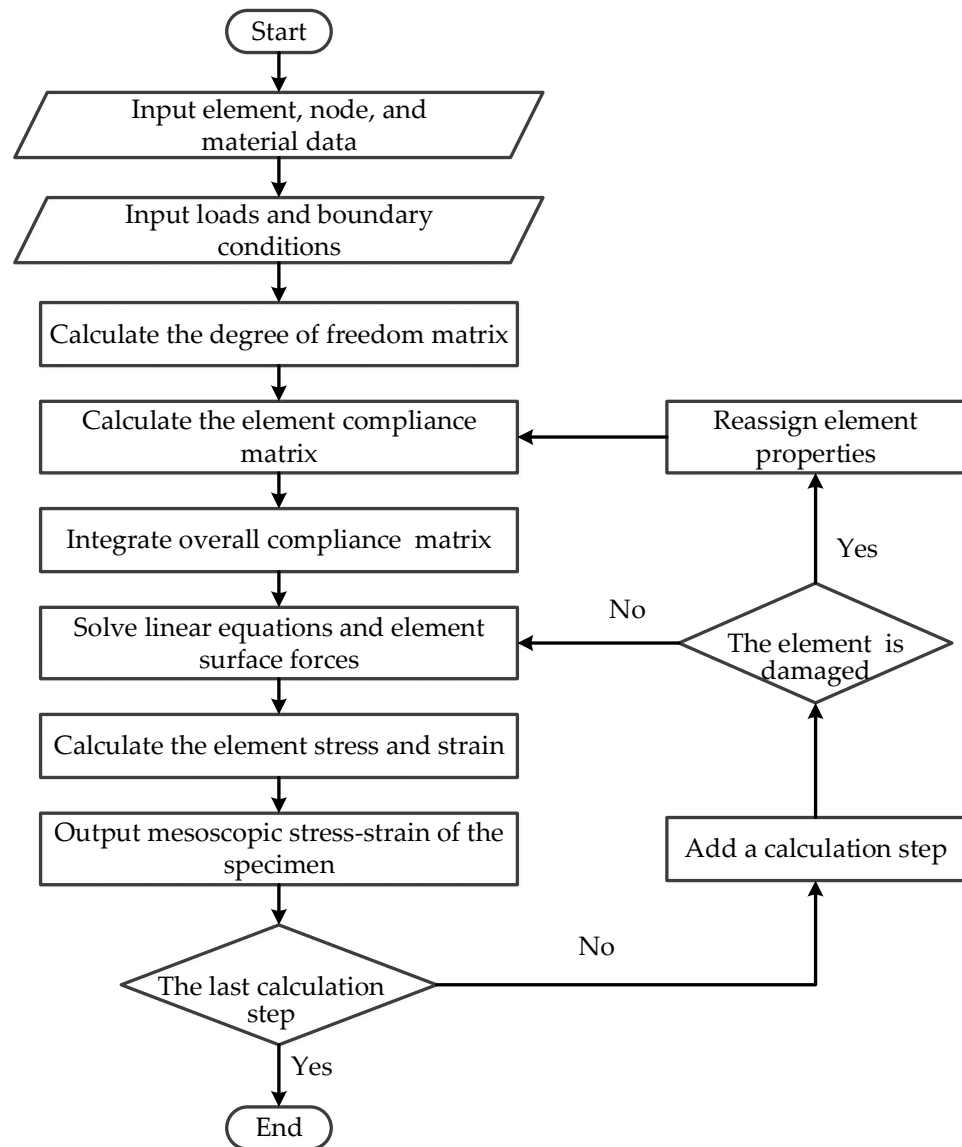 Start
Input element, node, and
material data
Input loads and boundary
conditions
Calculate the degree of freedom matrix
Calculate the element compliance
matrix
Reassign element
properties
Integrate overall compliance matrix
Yes
Solve linear equations and element
surface forces
No
The element is
damaged
Calculate the element stress and strain
Output mesoscopic stress-strain of the
specimen
Add a calculation step
No
The last calculation
step
Yes
End